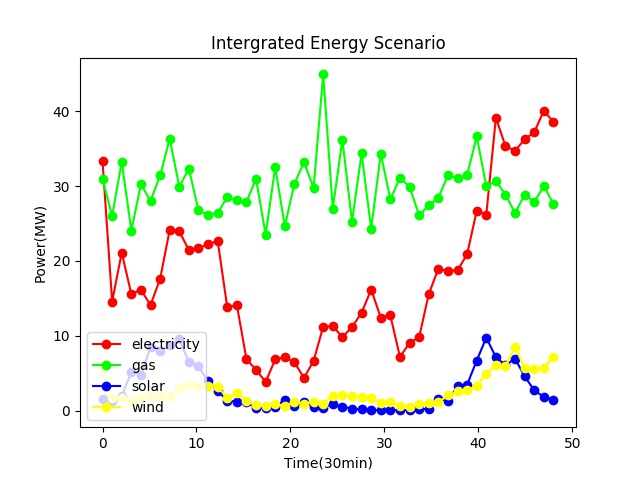 Intergrated Energy Scenario
Power(MW)
40
30
20
10
0
electricity
gas
solar
wind
0 10 20 30 40 50
Time(30min)